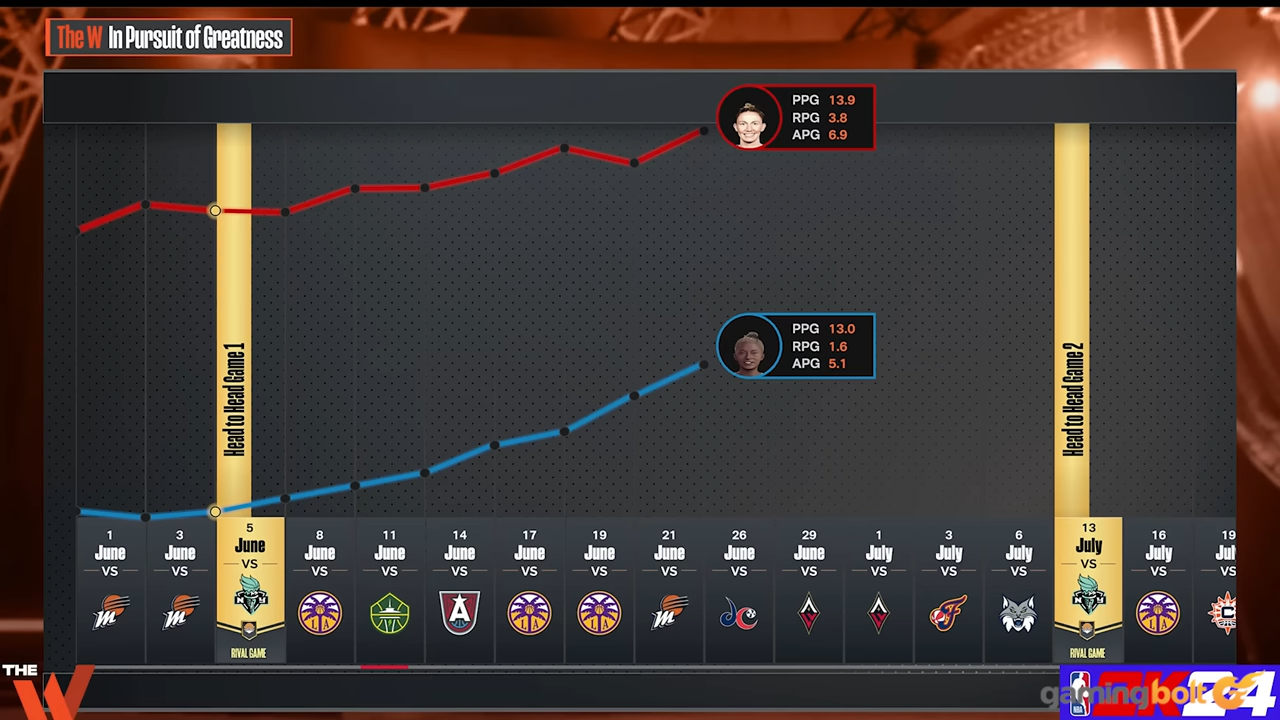 The W In Pursuit of Greatness
PPG 13.9
RPG 3.8
APG 6.9
PPG 13.0
RPG 1.6
APG 5.1
Head to Head Game 1
Head to Head Game 2
1 June VS
3 June VS
5 June VS
RIVAL GAME
8 June VS
11 June VS
14 June VS
17 June VS
19 June VS
21 June VS
26 June VS
29 June VS
1 July VS
3 July VS
6 July VS
13 July VS
RIVAL GAME
16 July VS
19 VS
THE W
NBA 2K24
gamingbolt